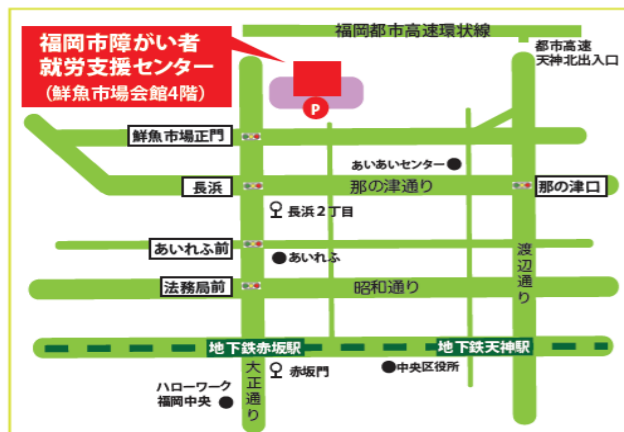 福岡都市高速環状線
福岡市障がい者
就労支援センター
(鮮魚市場会館4階)
都市高速
天神北出入口
P
鮮魚市場正門
あいあいセンター
長浜
那の津通り
那の津口
長浜2丁目
あいれふ前
あいれふ
渡辺通り
法務局前
昭和通り
地下鉄赤坂駅
地下鉄天神駅
大正通り
赤坂門
中央区役所
ハローワーク
福岡中央